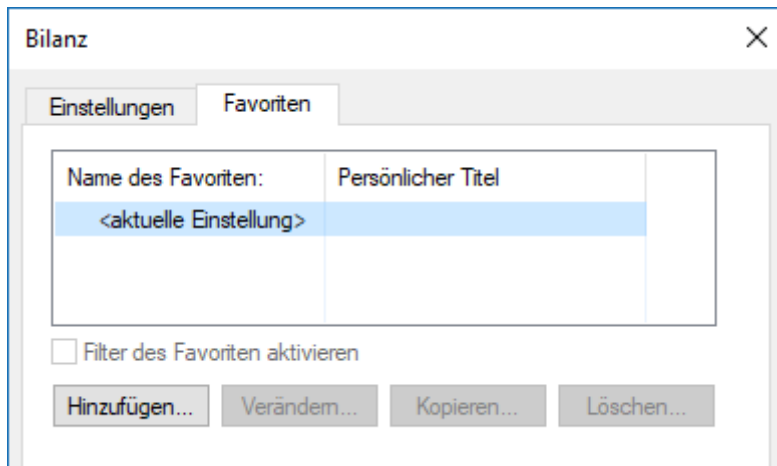 Bilanz
Einstellungen Favoriten
Name des Favoriten: Persönlicher Titel
<aktuelle Einstellung>
Filter des Favoriten aktivieren
Hinzufügen... Verändern... Kopieren... Löschen...